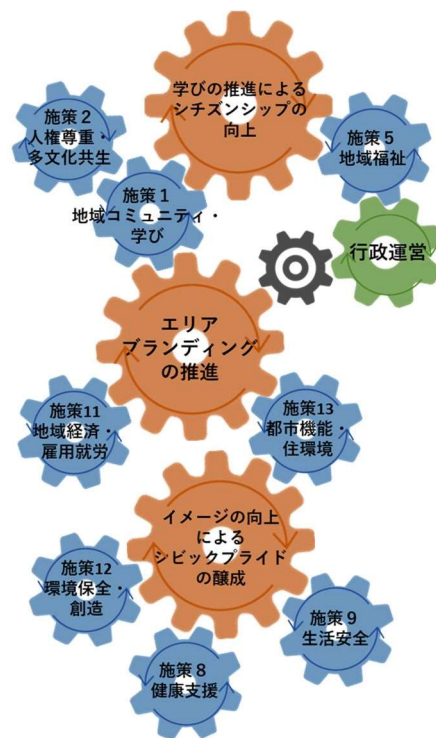 学びの推進による
シチズンシップの
向上
施策２
人権尊重・
多文化共生
施策５
地域福祉
施策１
地域コミュニティ・
学び
行政運営
エリア
ブランディング
の推進
施策11
地域経済・
雇用就労
施策13
都市機能・
住環境
イメージの向上
による
シビックプライド
の醸成
施策12
環境保全・
創造
施策９
生活安全
施策８
健康支援